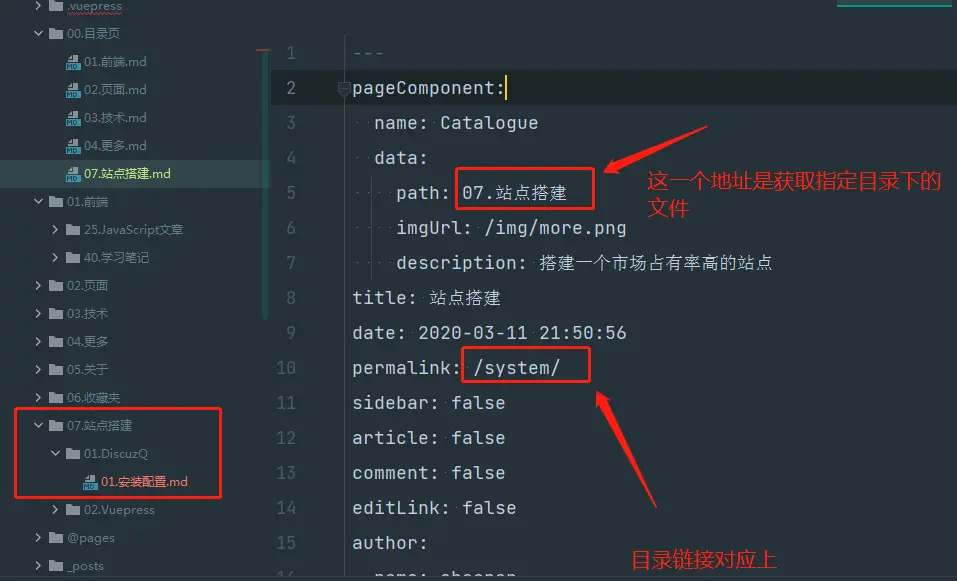 .vuepress
00.目录页
01.前端.md
02.页面.md
03.技术.md
04.更多.md
07.站点搭建.md
01.前端
25.JavaScript文章
40.学习笔记
02.页面
03.技术
04.更多
05.关于
06.收藏夹
07.站点搭建
01.DiscuzQ
01.安装配置.md
02.Vuepress
@pages
_posts
1 ---
2 pageComponent:
3 name: Catalogue
4 data:
5 path: 07.站点搭建
6 imgUrl: /img/more.png
7 description: 搭建一个市场占有率高的站点
8 title: 站点搭建
9 date: 2020-03-11 21:50:56
10 permalink: /system/
11 sidebar: false
12 article: false
13 comment: false
14 editLink: false
15 author:
这一个地址是获取指定目录下的
文件
目录链接对应上